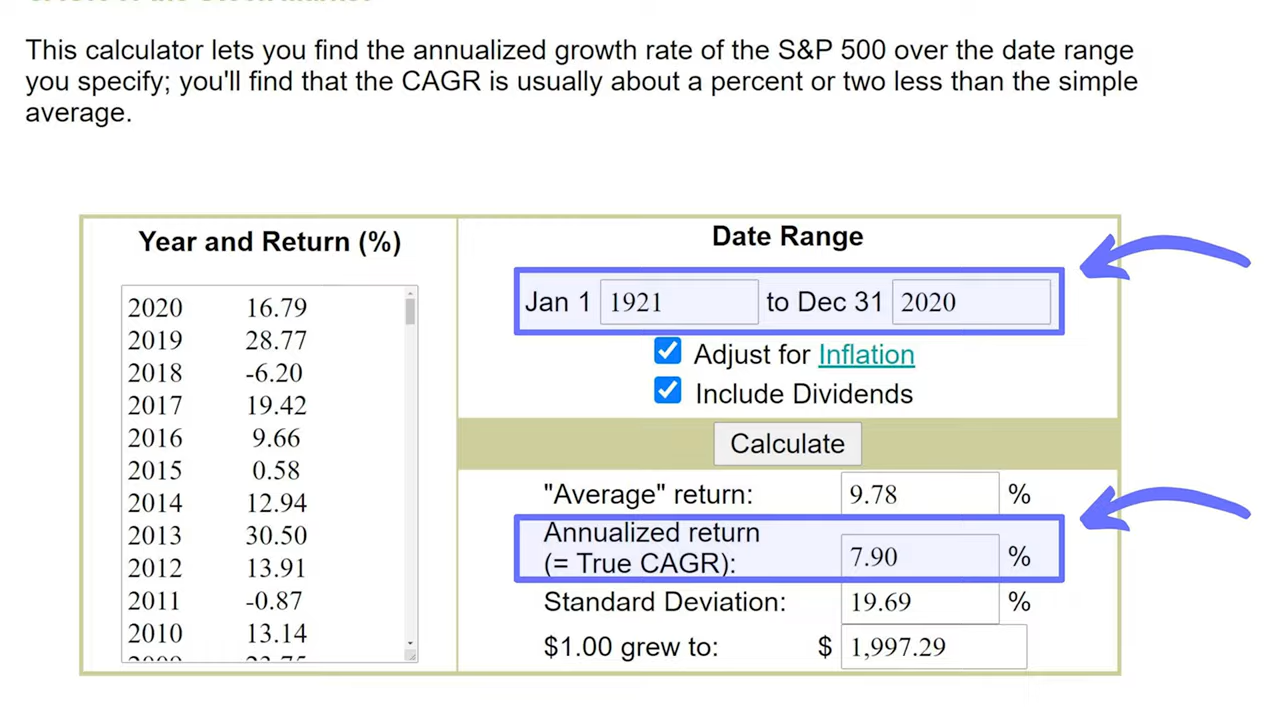 This calculator lets you find the annualized growth rate of the S&P 500 over the date range
you specify; you'll find that the CAGR is usually about a percent or two less than the simple
average.
Year and Return (%)
2020 16.79
2019 28.77
2018 -6.20
2017 19.42
2016 9.66
2015 0.58
2014 12.94
2013 30.50
2012 13.91
2011 -0.87
2010 13.14
Date Range
Jan 1 1921 to Dec 31 2020
Adjust for Inflation
Include Dividends
Calculate
"Average" return: 9.78 %
Annualized return
(= True CAGR): 7.90 %
Standard Deviation: 19.69 %
$1.00 grew to: $ 1,997.29